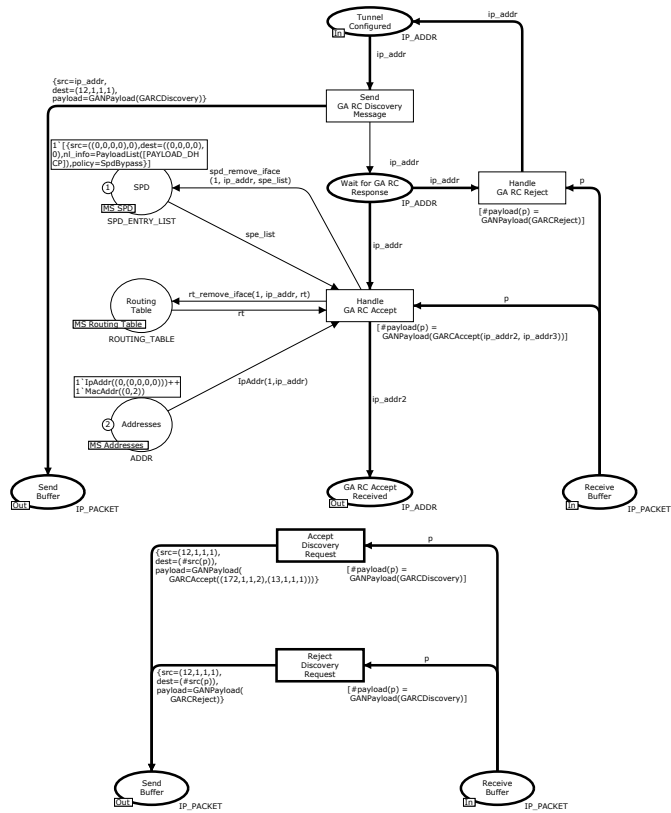 Tunnel
Configured
In
IP_ADDR
ip_addr
ip_addr
{src=ip_addr,
dest=(12,1,1,1),
payload=GANPayload(GARCDiscovery)}
Send
GA RC Discovery
Message
1`[{src=((0,0,0,0),0),dest=((0,0,0,0),
0),nl_info=PayloadList([PAYLOAD_DH
CP]),policy=SpdBypass}]
1
SPD
MS SPD
SPD_ENTRY_LIST
spd_remove_iface
(1, ip_addr, spe_list)
spe_list
ip_addr
Wait for GA RC
Response
IP_ADDR
ip_addr
Handle
GA RC Reject
p
[#payload(p) =
GANPayload(GARCReject)]
ip_addr
Routing
Table
MS Routing Table
ROUTING_TABLE
rt_remove_iface(1, ip_addr, rt)
rt
Handle
GA RC Accept
p
[#payload(p) =
GANPayload(GARCAccept(ip_addr2, ip_addr3))]
1`IpAddr((0,(0,0,0,0)))++
1`MacAddr((0,2))
2
Addresses
MS Addresses
ADDR
IpAddr(1,ip_addr)
ip_addr2
Send
Buffer
Out
IP_PACKET
GA RC Accept
Received
Out
IP_ADDR
Receive
Buffer
In
IP_PACKET
Accept
Discovery
Request
p
{src=(12,1,1,1),
dest=(#src(p)),
payload=GANPayload(
GARCAccept((172,1,1,2),(13,1,1,1)))}
[#payload(p) =
GANPayload(GARCDiscovery)]
Reject
Discovery
Request
p
{src=(12,1,1,1),
dest=(#src(p)),
payload=GANPayload(
GARCReject)}
[#payload(p) =
GANPayload(GARCDiscovery)]
Send
Buffer
Out
IP_PACKET
Receive
Buffer
In
IP_PACKET